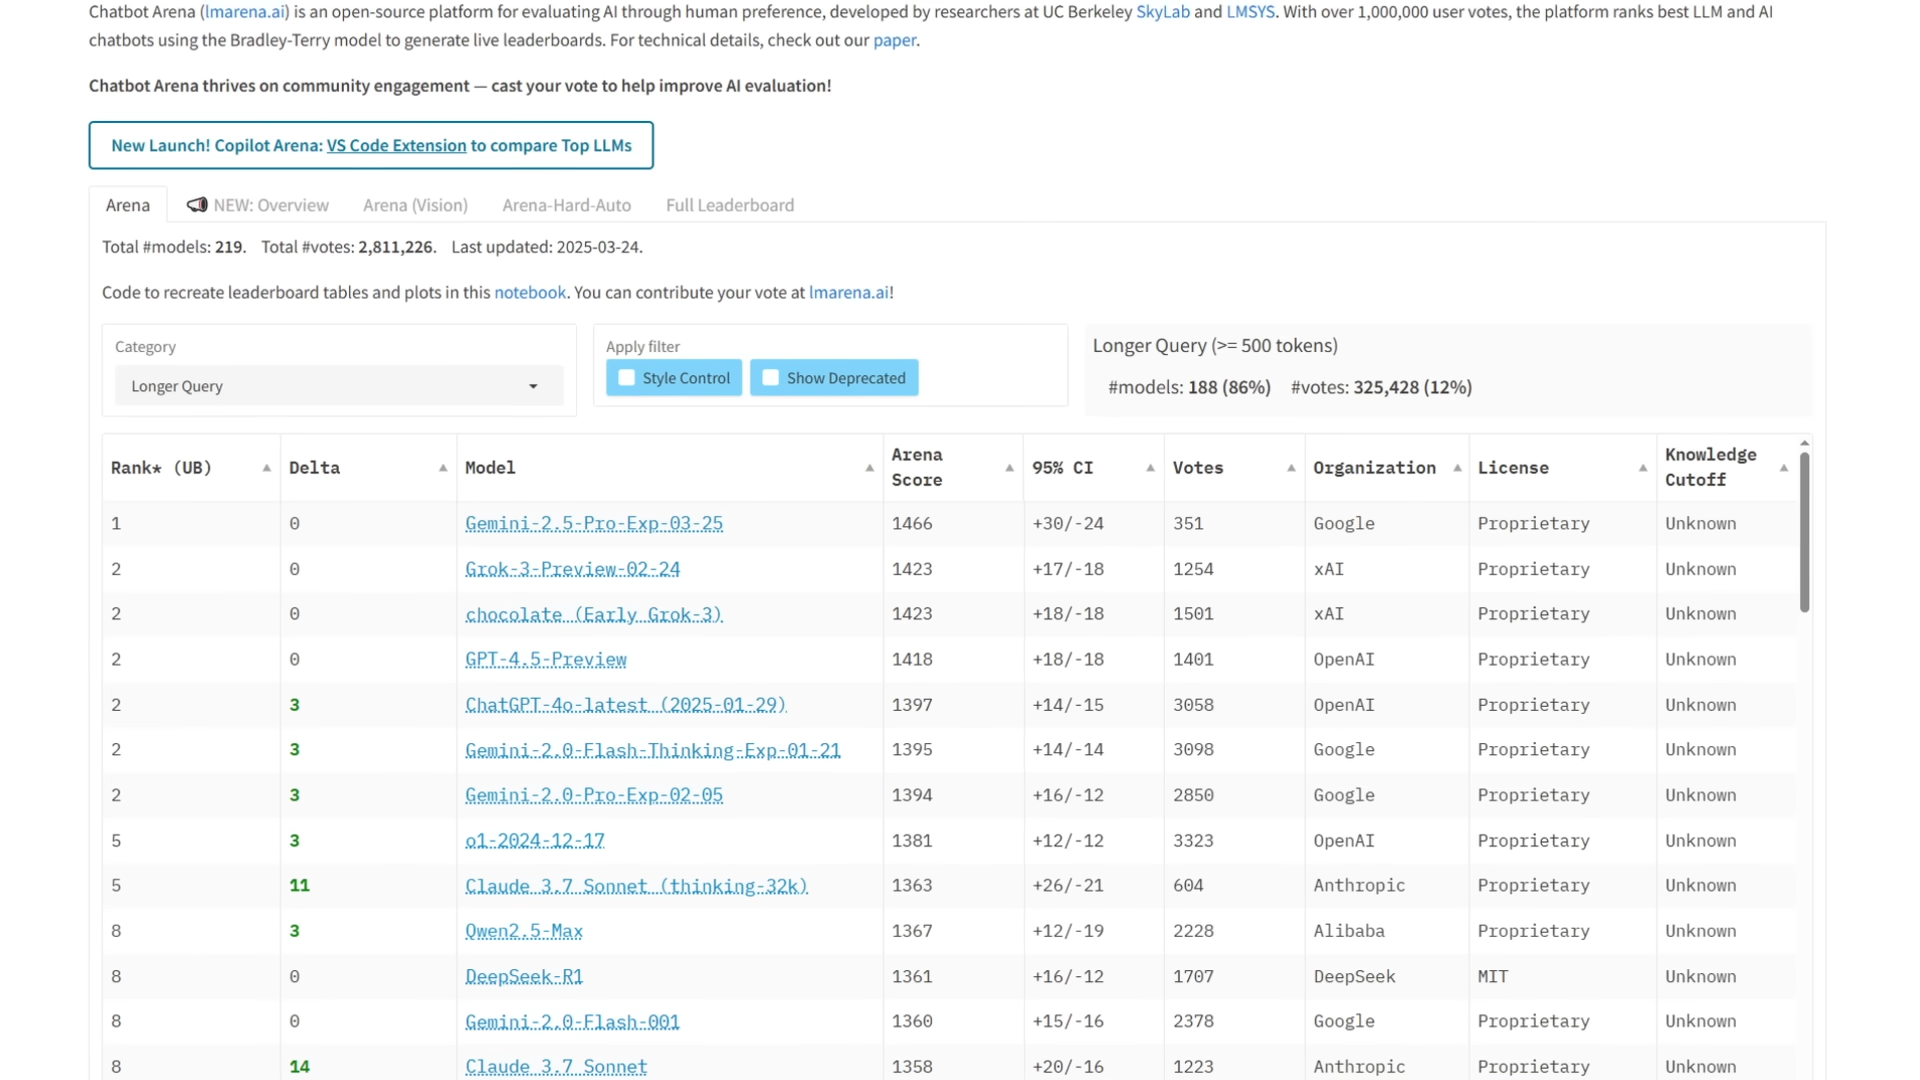 Chatbot Arena (lmarena.ai) is an open-source platform for evaluating AI through human preference, developed by researchers at UC Berkeley SkyLab and LMSYS. With over 1,000,000 user votes, the platform ranks best LLM and AI
chatbots using the Bradley-Terry model to generate live leaderboards. For technical details, check out our paper.
Chatbot Arena thrives on community engagement — cast your vote to help improve AI evaluation!
New Launch! Copilot Arena: VS Code Extension to compare Top LLMs
Arena NEW: Overview Arena (Vision) Arena-Hard-Auto Full Leaderboard
Total #models: 219. Total #votes: 2,811,226. Last updated: 2025-03-24.
Code to recreate leaderboard tables and plots in this notebook. You can contribute your vote at lmarena.ai!
Category
Longer Query
Apply filter
Style Control Show Deprecated
Longer Query (>= 500 tokens)
#models: 188 (86%) #votes: 325,428 (12%)
Rank* (UB) Delta Model Arena Score 95% CI Votes Organization License Knowledge Cutoff
1 0 Gemini-2.5-Pro-Exp-03-25 1466 +30/-24 351 Google Proprietary Unknown
2 0 Grok-3-Preview-02-24 1423 +17/-18 1254 xAI Proprietary Unknown
2 0 chocolate (Early Grok-3) 1423 +18/-18 1501 xAI Proprietary Unknown
2 0 GPT-4.5-Preview 1418 +18/-18 1401 OpenAI Proprietary Unknown
2 3 ChatGPT-4o-latest (2025-01-29) 1397 +14/-15 3058 OpenAI Proprietary Unknown
2 3 Gemini-2.0-Flash-Thinking-Exp-01-21 1395 +14/-14 3098 Google Proprietary Unknown
2 3 Gemini-2.0-Pro-Exp-02-05 1394 +16/-12 2850 Google Proprietary Unknown
5 3 o1-2024-12-17 1381 +12/-12 3323 OpenAI Proprietary Unknown
5 11 Claude 3.7 Sonnet (thinking-32k) 1363 +26/-21 604 Anthropic Proprietary Unknown
8 3 Qwen2.5-Max 1367 +12/-19 2228 Alibaba Proprietary Unknown
8 0 DeepSeek-R1 1361 +16/-12 1707 DeepSeek MIT Unknown
8 0 Gemini-2.0-Flash-001 1360 +15/-16 2378 Google Proprietary Unknown
8 14 Claude 3.7 Sonnet 1358 +20/-16 1223 Anthropic Proprietary Unknown